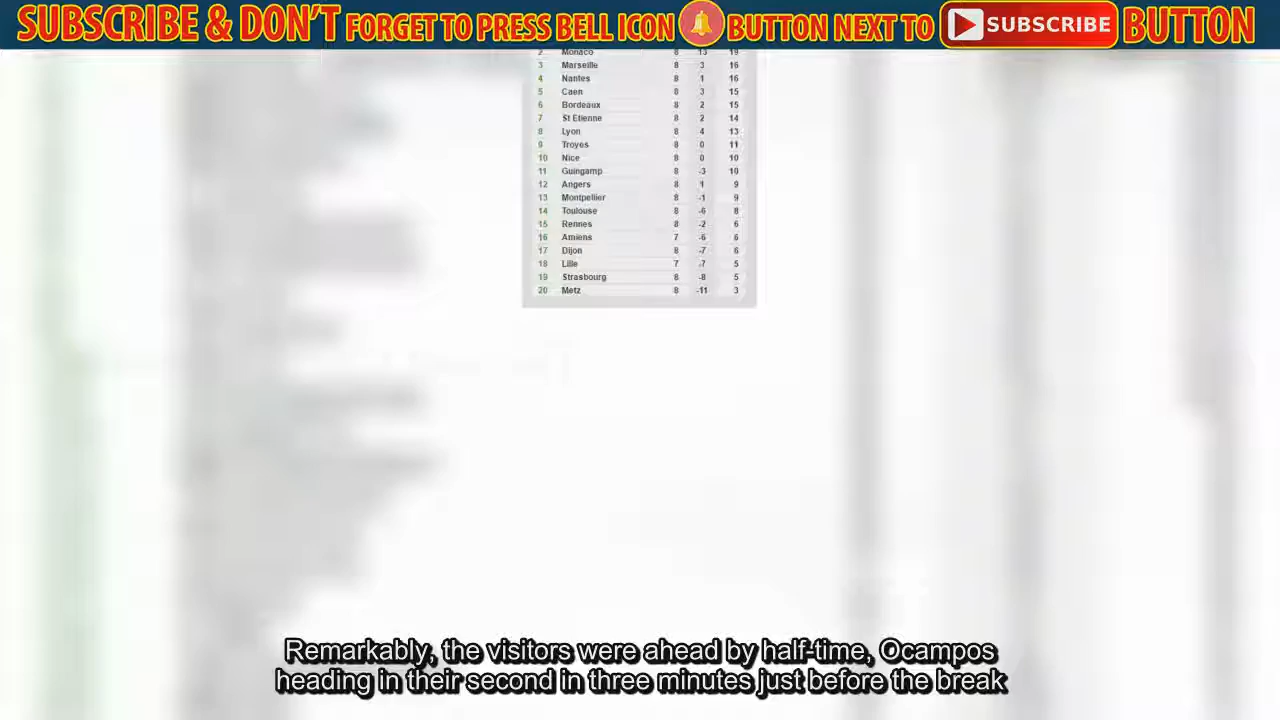 SUBSCRIBE & DON'T FORGET TO PRESS BELL ICON BUTTON NEXT TO SUBSCRIBE BUTTON
2 Monaco 8 13 19
3 Marseille 8 3 16
4 Nantes 8 1 16
5 Caen 8 3 15
6 Bordeaux 8 2 15
7 St Etienne 8 2 14
8 Lyon 8 4 13
9 Troyes 8 0 11
10 Nice 8 0 10
11 Guingamp 8 -3 10
12 Angers 8 1 9
13 Montpellier 8 -1 9
14 Toulouse 8 -6 8
15 Rennes 8 -2 6
16 Amiens 7 -6 6
17 Dijon 8 -7 6
18 Lille 7 -7 5
19 Strasbourg 8 -8 5
20 Metz 8 -11 3
Remarkably, the visitors were ahead by half-time, Ocampos
heading in their second in three minutes just before the break